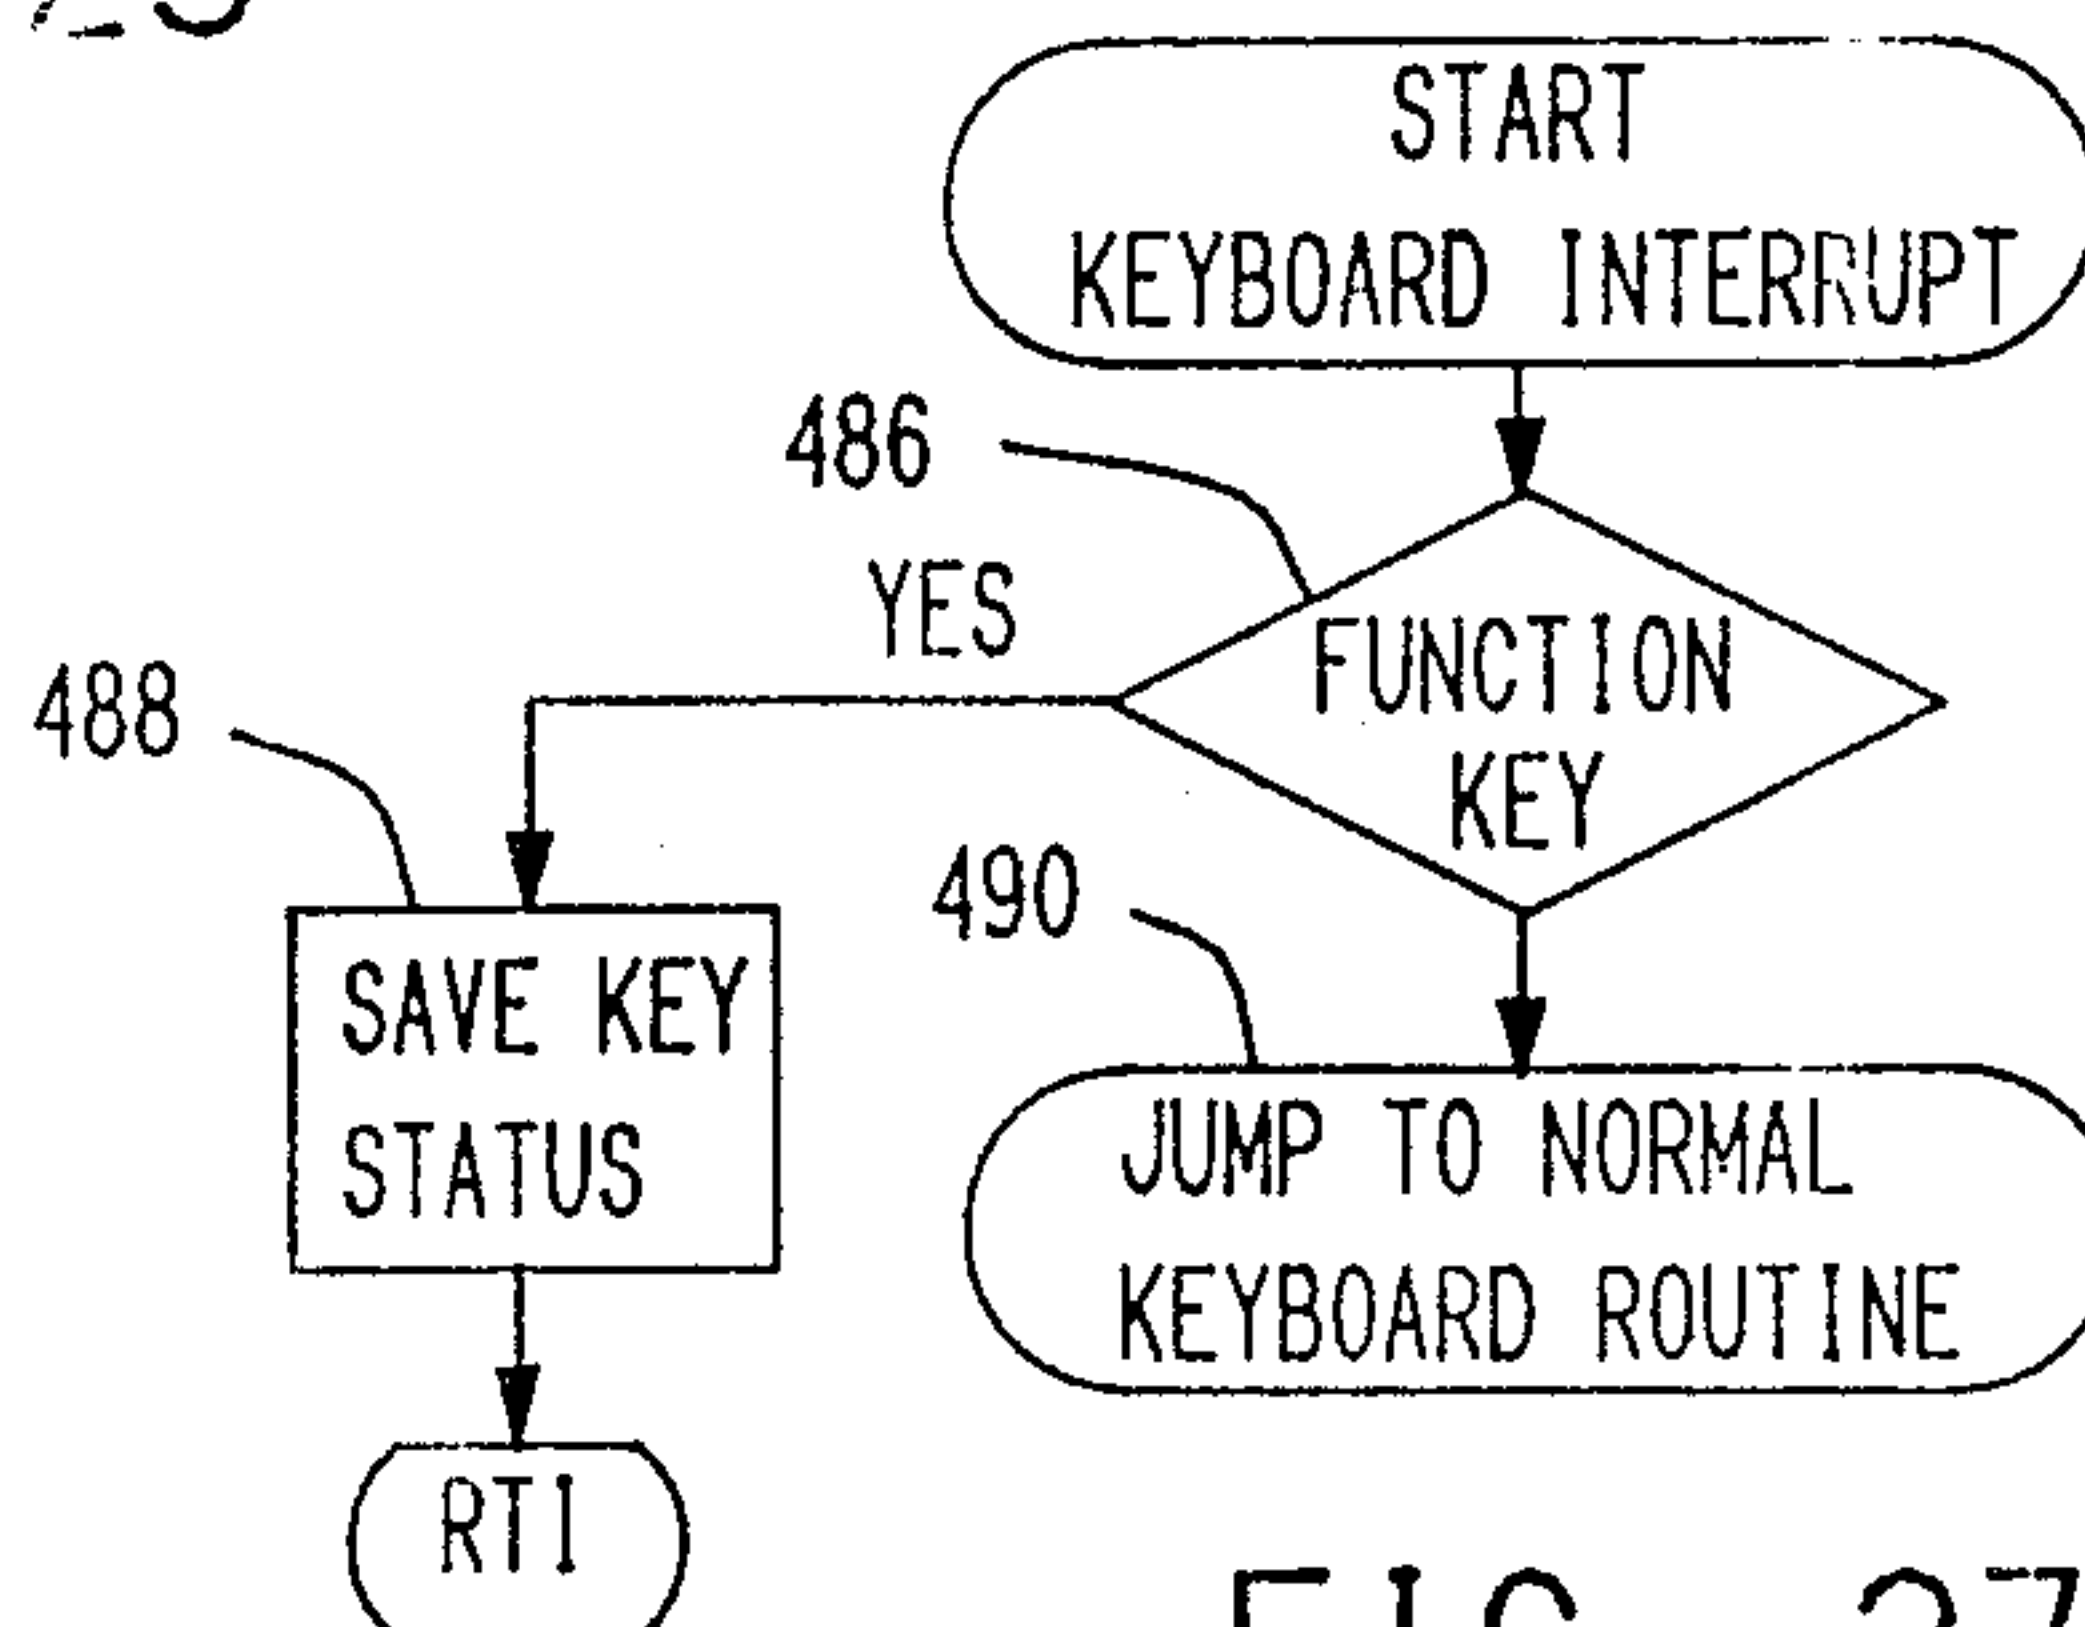 START
KEYBOARD INTERRUPT
486
YES
FUNCTION
KEY
488
490
SAVE KEY
STATUS
JUMP TO NORMAL
KEYBOARD ROUTINE
RTI